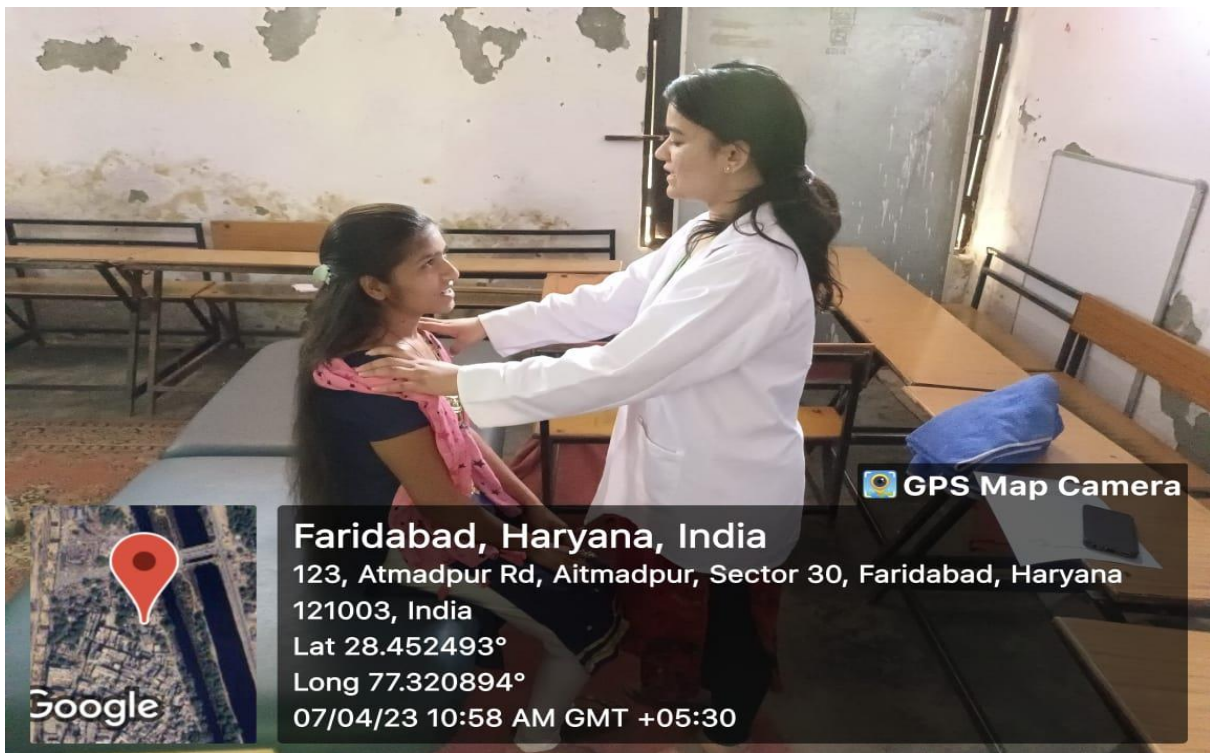 GPS Map Camera
Faridabad, Haryana, India
123, Atmadpur Rd, Aitmadpur, Sector 30, Faridabad, Haryana
121003, India
Lat 28.452493°
Long 77.320894°
07/04/23 10:58 AM GMT +05:30
Google